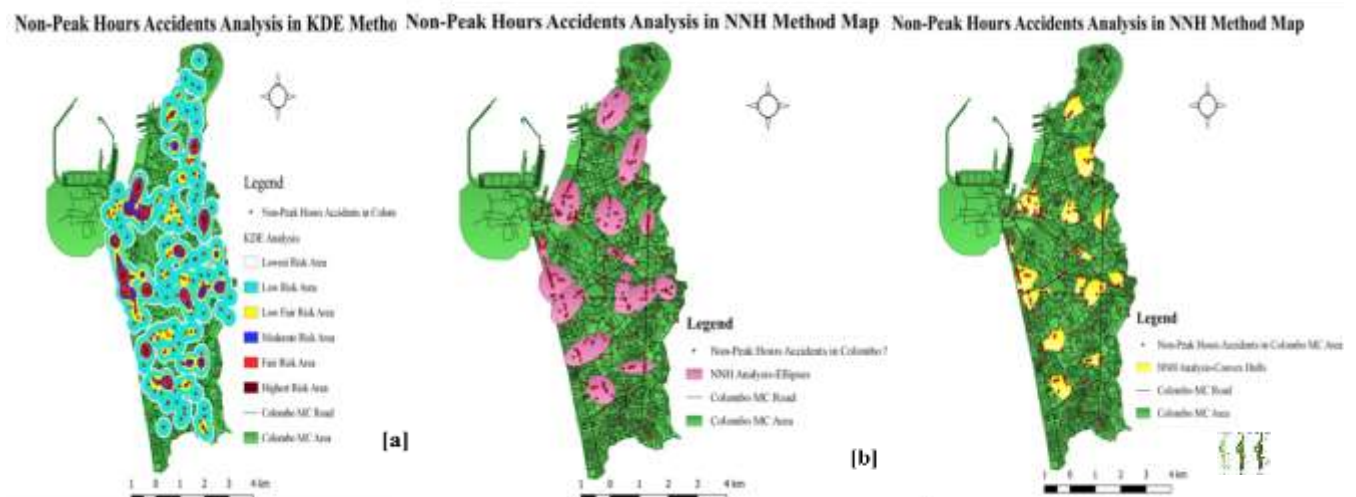 Non-Peak Hours Accidents Analysis in KDE Metho
Legend
Non-Peak Hours Accidents in Colom
KDE Analysis
Lowest Risk Area
Low Risk Area
Low Fair Risk Area
Moderate Risk Area
Fair Risk Area
Highest Risk Area
Colombo MC Road
Colombo MC Area
[a]
1 0 1 2 3 4 km
Non-Peak Hours Accidents Analysis in NNH Method Map
Legend
Non-Peak Hours Accidents in Colombo
NNH Analysis-Ellipses
Colombo MC Road
Colombo MC Area
[b]
1 0 1 2 3 4 km
Non-Peak Hours Accidents Analysis in NNH Method Map
Legend
Non-Peak Hours Accidents in Colombo MC Area
NNH Analysis-Convex Hulls
Colombo MC Road
Colombo MC Area
1 0 1 2 3 4 km